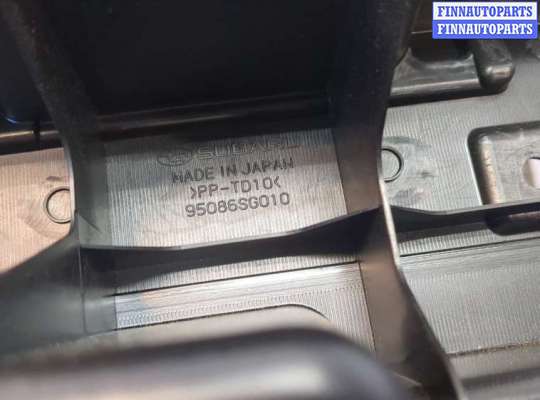 FINNAUTOPARTS
FINNAUTOPARTS
SUBARU
MADE IN JAPAN
>PP-TD10<
95086SG010